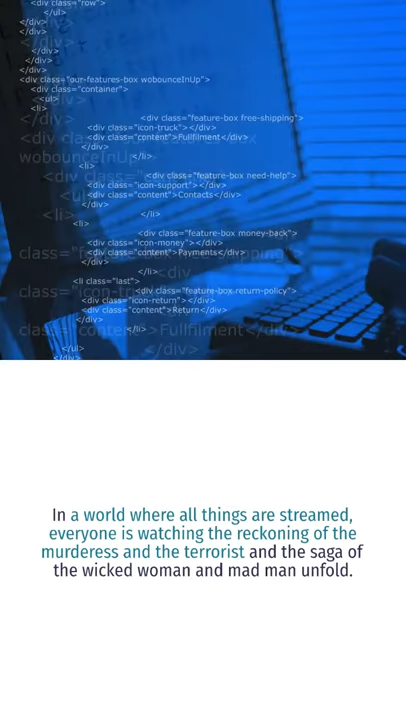 <div class="row">
</ul>
</div>
</div>
</div>
</div>
</div>
<div class="our-features-box wobounceInUp">
<div class="container">
<ul>
<li>
<div class="feature-box free-shipping">
<div class="icon-truck"></div>
<div class="content">Fullfilment</div>
</div>
</li>
<li>
<div class="feature-box need-help">
<div class="icon-support"></div>
<div class="content">Contacts</div>
</div>
</li>
<li>
<div class="feature-box money-back">
<div class="icon-money"></div>
<div class="content">Payments</div>
</div>
</li>
<li class="last">
<div class="feature-box return-policy">
<div class="icon-return"></div>
<div class="content">Return</div>
</div>
</li>
</ul>
</div>
In a world where all things are streamed,
everyone is watching the reckoning of the
murderess and the terrorist and the saga of
the wicked woman and mad man unfold.